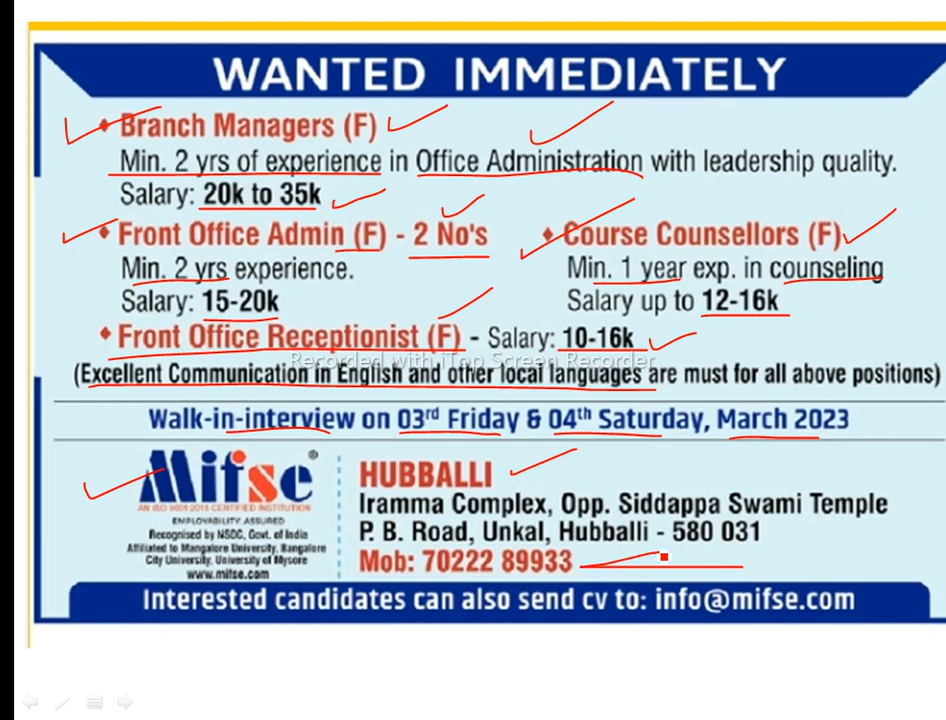 WANTED IMMEDIATELY
♦ Branch Managers (F)
Min. 2 yrs of experience in Office Administration with leadership quality.
Salary: 20k to 35k
♦ Front Office Admin (F) - 2 No's
Min. 2 yrs experience.
Salary: 15-20k
♦ Course Counsellors (F)
Min. 1 year exp. in counseling
Salary up to 12-16k
♦ Front Office Receptionist (F) - Salary: 10-16k
Recorded with iTop Screen Recorder
(Excellent Communication in English and other local languages are must for all above positions)
Walk-in-interview on 03rd Friday & 04th Saturday, March 2023
Mifse®
AN ISO 9001:2015 CERTIFIED INSTITUTION
EMPLOYABILITY. ASSURED
Recognised by NSDC, Govt. of India
Affiliated to Mangalore University, Bangalore
City University, University of Mysore
www.mifse.com
HUBBALLI
Iramma Complex, Opp. Siddappa Swami Temple
P. B. Road, Unkal, Hubballi - 580 031
Mob: 70222 89933
Interested candidates can also send cv to: info@mifse.com